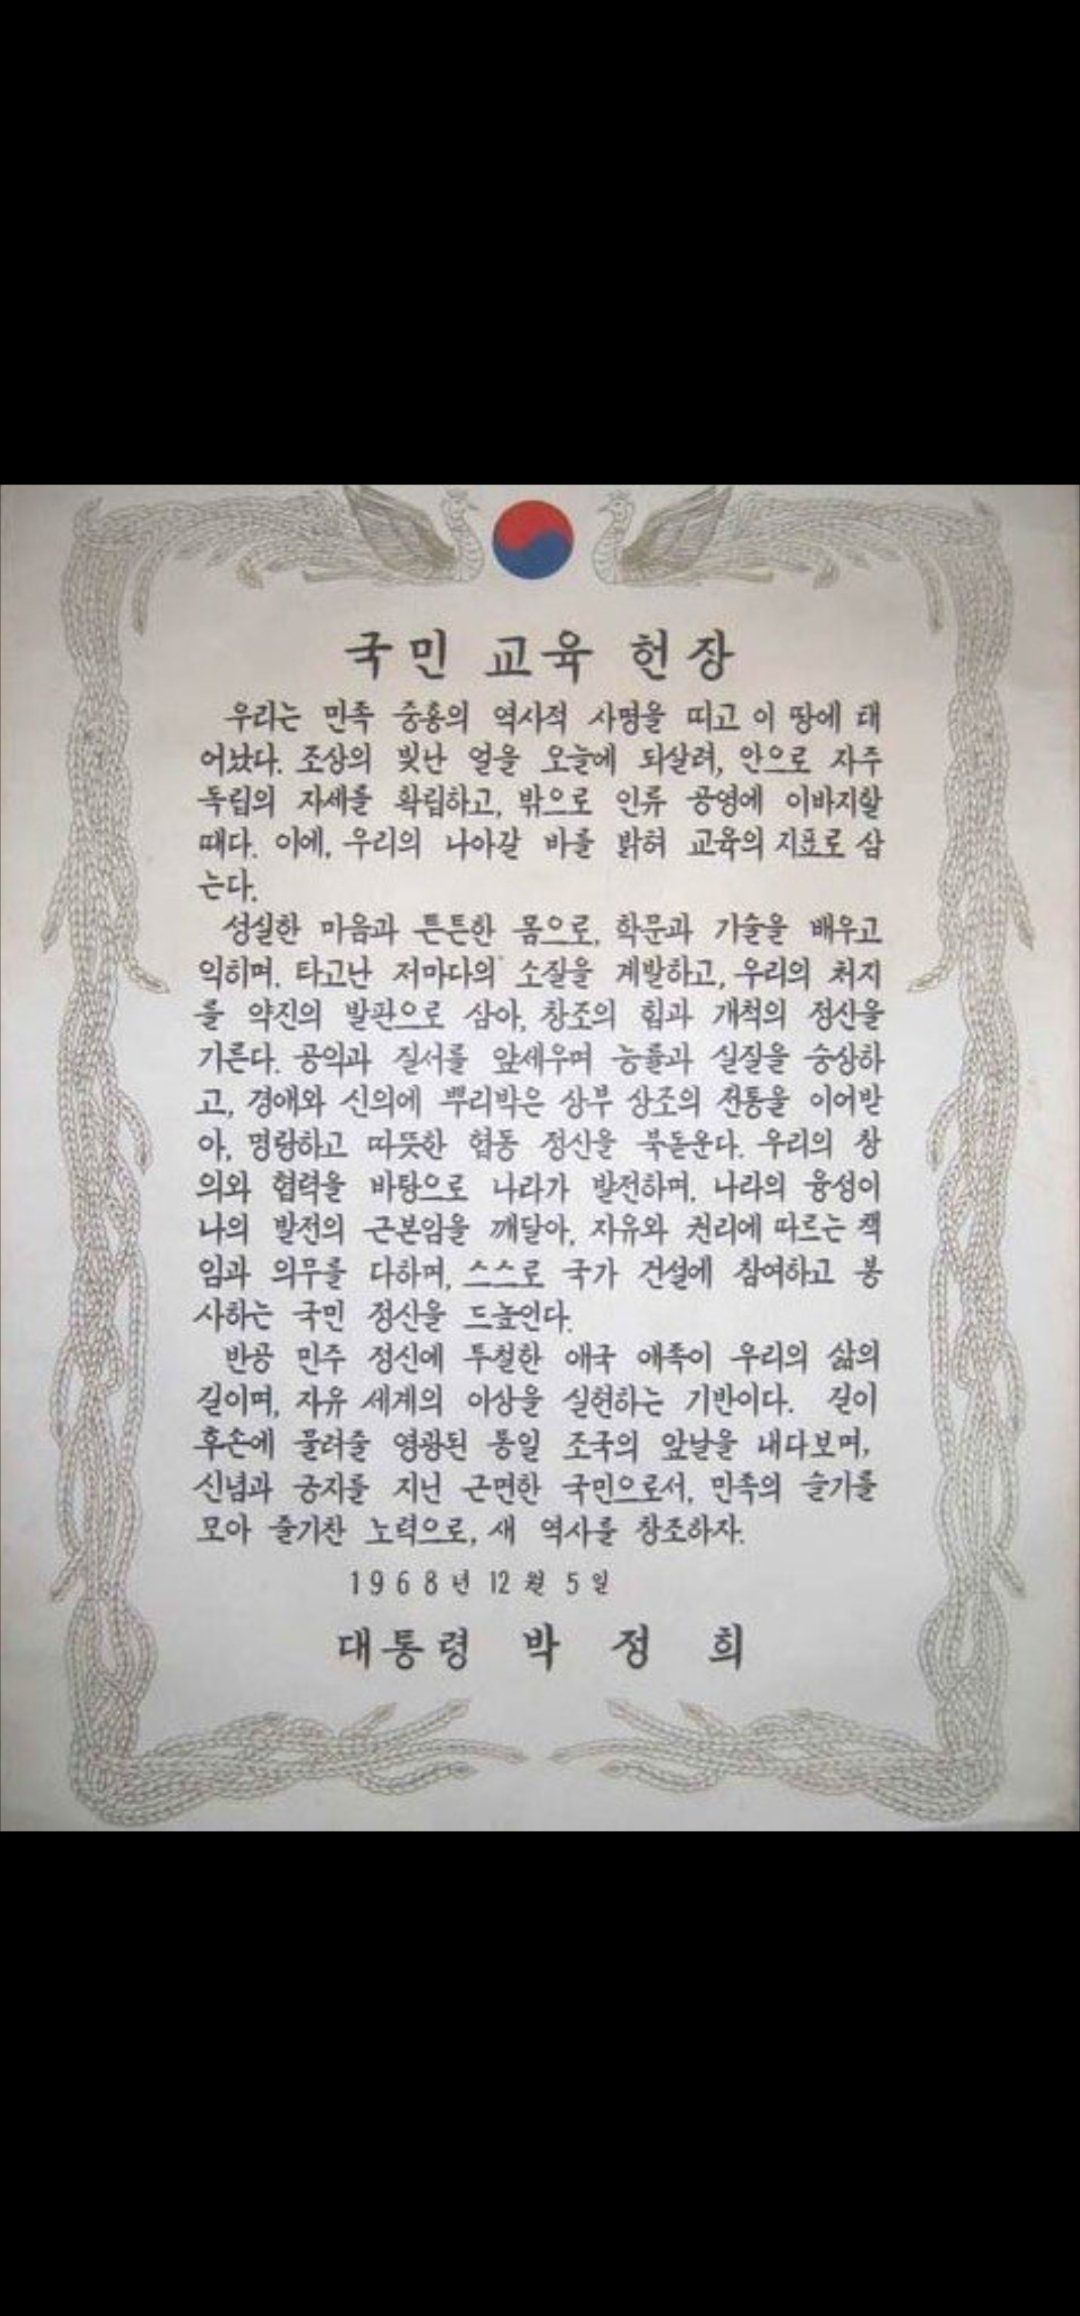 국민 교육 헌장
우리는 민족 중흥의 역사적 사명을 띠고 이 땅에 태
어났다. 조상의 빛난 얼을 오늘에 되살려, 안으로 자주
독립의 자세를 확립하고, 밖으로 인류 공영에 이바지할
때다. 이에, 우리의 나아갈 바를 밝혀 교육의 지표로 삼
는다.
성실한 마음과 튼튼한 몸으로, 학문과 기술을 배우고
익히며, 타고난 저마다의 소질을 계발하고, 우리의 처지
를 약진의 발판으로 삼아, 창조의 힘과 개척의 정신을
기른다. 공익과 질서를 앞세우며 능률과 실질을 숭상하
고, 경애와 신의에 뿌리박은 상부 상조의 전통을 이어받
아, 명랑하고 따뜻한 협동 정신을 북돋운다. 우리의 창
의와 협력을 바탕으로 나라가 발전하며, 나라의 융성이
나의 발전의 근본임을 깨달아, 자유와 권리에 따르는 책
임과 의무를 다하며, 스스로 국가 건설에 참여하고 봉
사하는 국민 정신을 드높인다.
반공 민주 정신에 투철한 애국 애족이 우리의 삶의
길이며, 자유 세계의 이상을 실현하는 기반이다. 길이
후손에 물려줄 영광된 통일 조국의 앞날을 내다보며,
신념과 긍지를 지닌 근면한 국민으로서, 민족의 슬기를
모아 줄기찬 노력으로, 새 역사를 창조하자.
1968년 12월 5일
대통령 박 정 희